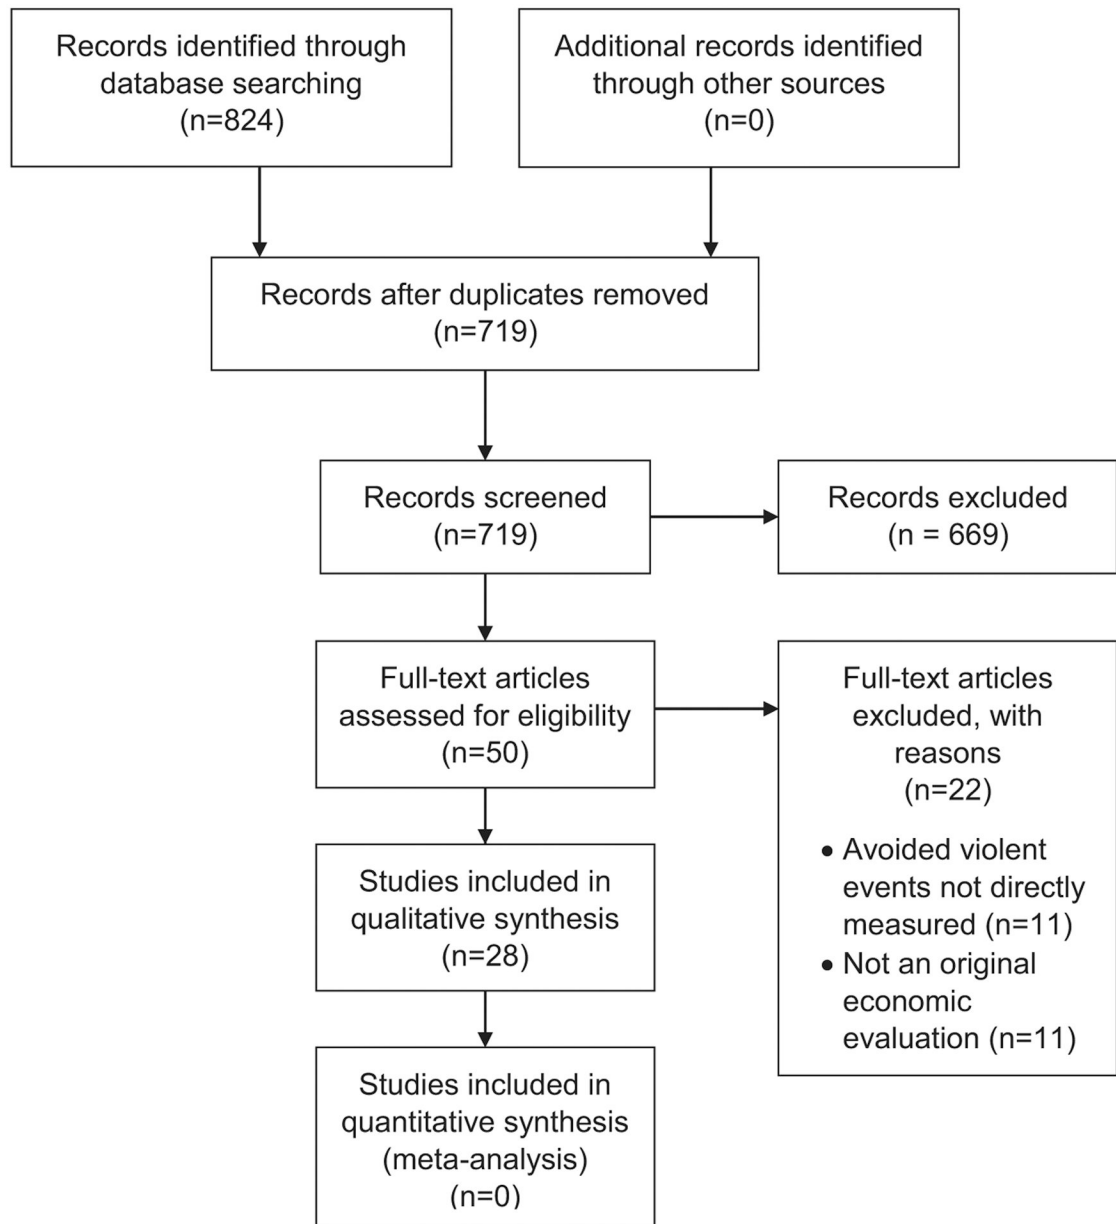 Records identified through
database searching
(n=824)
Additional records identified
through other sources
(n=0)
Records after duplicates removed
(n=719)
Records screened
(n=719)
Records excluded
(n = 669)
Full-text articles
assessed for eligibility
(n=50)
Full-text articles
excluded, with
reasons
(n=22)
• Avoided violent
events not directly
measured (n=11)
• Not an original
economic
evaluation (n=11)
Studies included in
qualitative synthesis
(n=28)
Studies included in
quantitative synthesis
(meta-analysis)
(n=0)